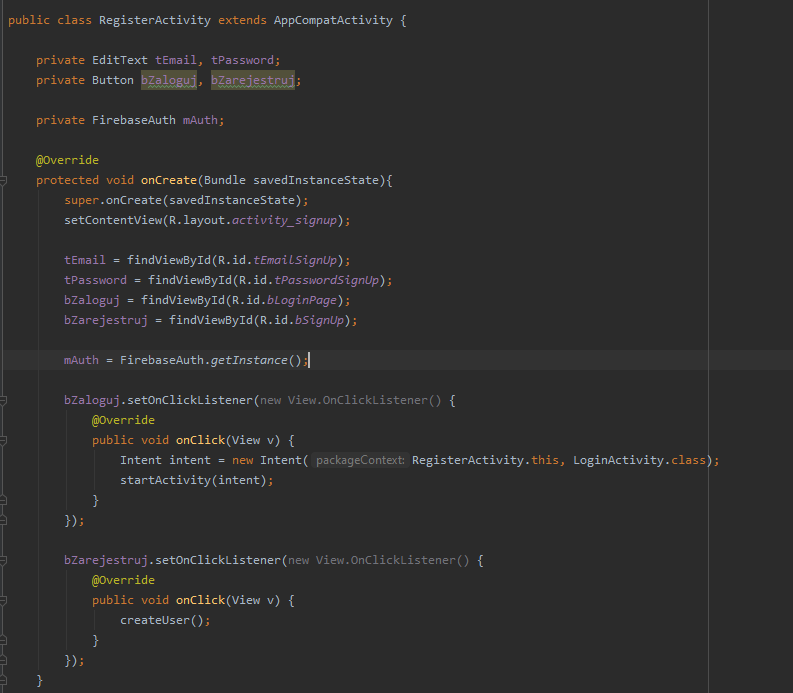 public class RegisterActivity extends AppCompatActivity {
private EditText tEmail, tPassword;
private Button bZaloguj, bZarejestruj;
private FirebaseAuth mAuth;
@Override
protected void onCreate(Bundle savedInstanceState){
super.onCreate(savedInstanceState);
setContentView(R.layout.activity_signup);
tEmail = findViewById(R.id.tEmailSignUp);
tPassword = findViewById(R.id.tPasswordSignUp);
bZaloguj = findViewById(R.id.bLoginPage);
bZarejestruj = findViewById(R.id.bSignUp);
mAuth = FirebaseAuth.getInstance();
bZaloguj.setOnClickListener(new View.OnClickListener() {
@Override
public void onClick(View v) {
Intent intent = new Intent( packageContext: RegisterActivity.this, LoginActivity.class);
startActivity(intent);
}
});
bZarejestruj.setOnClickListener(new View.OnClickListener() {
@Override
public void onClick(View v) {
createUser();
}
});
}